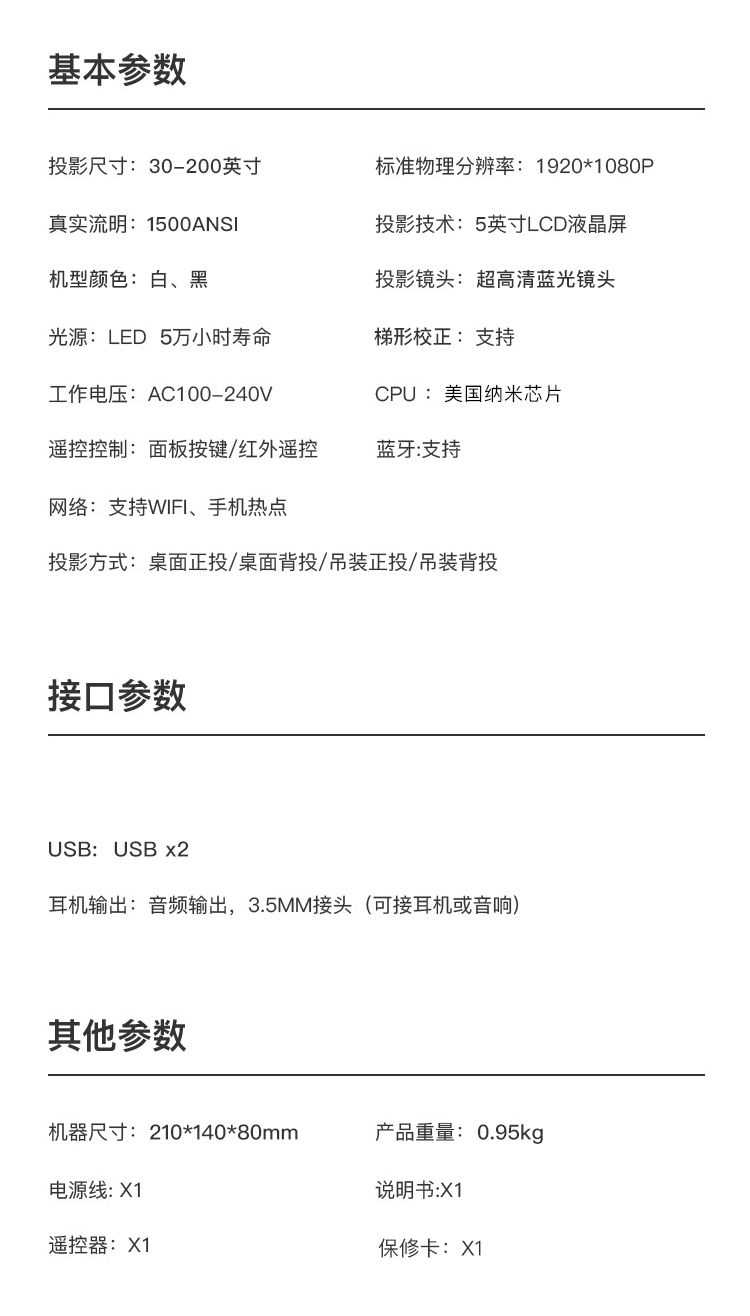 基本参数
投影尺寸：30-200英寸 标准物理分辨率：1920*1080P
真实流明：1500ANSI 投影技术：5英寸LCD液晶屏
机型颜色：白、黑 投影镜头：超高清蓝光镜头
光源：LED 5万小时寿命 梯形校正：支持
工作电压：AC100-240V CPU：美国纳米芯片
遥控控制：面板按键/红外遥控 蓝牙:支持
网络：支持WIFI、手机热点
投影方式：桌面正投/桌面背投/吊装正投/吊装背投
接口参数
USB: USB x2
耳机输出：音频输出，3.5MM接头（可接耳机或音响）
其他参数
机器尺寸：210*140*80mm 产品重量：0.95kg
电源线: X1 说明书:X1
遥控器：X1 保修卡：X1